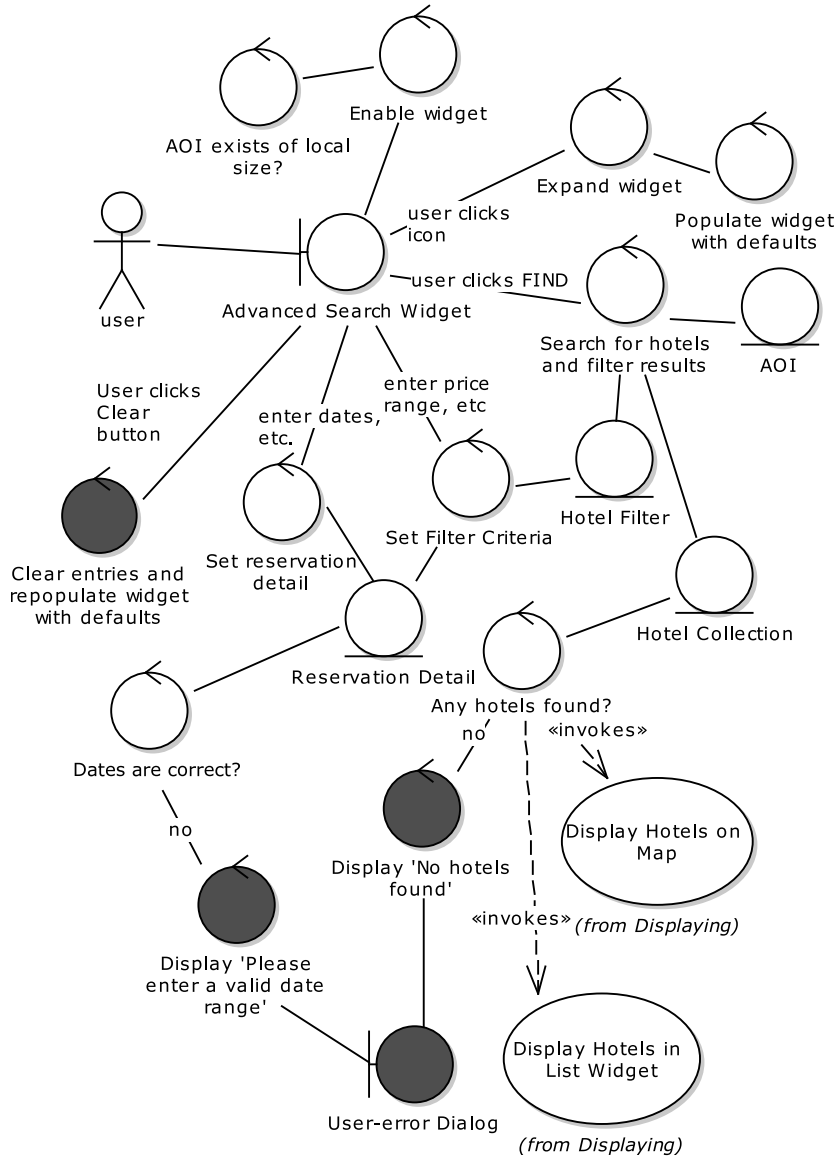 Enable widget
AOI exists of local
size?
Expand widget
Populate widget
with defaults
user clicks
icon
user clicks FIND
user
Advanced Search Widget
Search for hotels
and filter results
AOI
User clicks
Clear
button
enter dates,
etc.
enter price
range, etc
Hotel Filter
Set Filter Criteria
Set reservation
detail
Clear entries and
repopulate widget
with defaults
Hotel Collection
Reservation Detail
Any hotels found?
no
«invokes»
Dates are correct?
no
Display 'No hotels
found'
Display Hotels on
Map
(from Displaying)
«invokes»
Display 'Please
enter a valid date
range'
Display Hotels in
List Widget
User-error Dialog
(from Displaying)